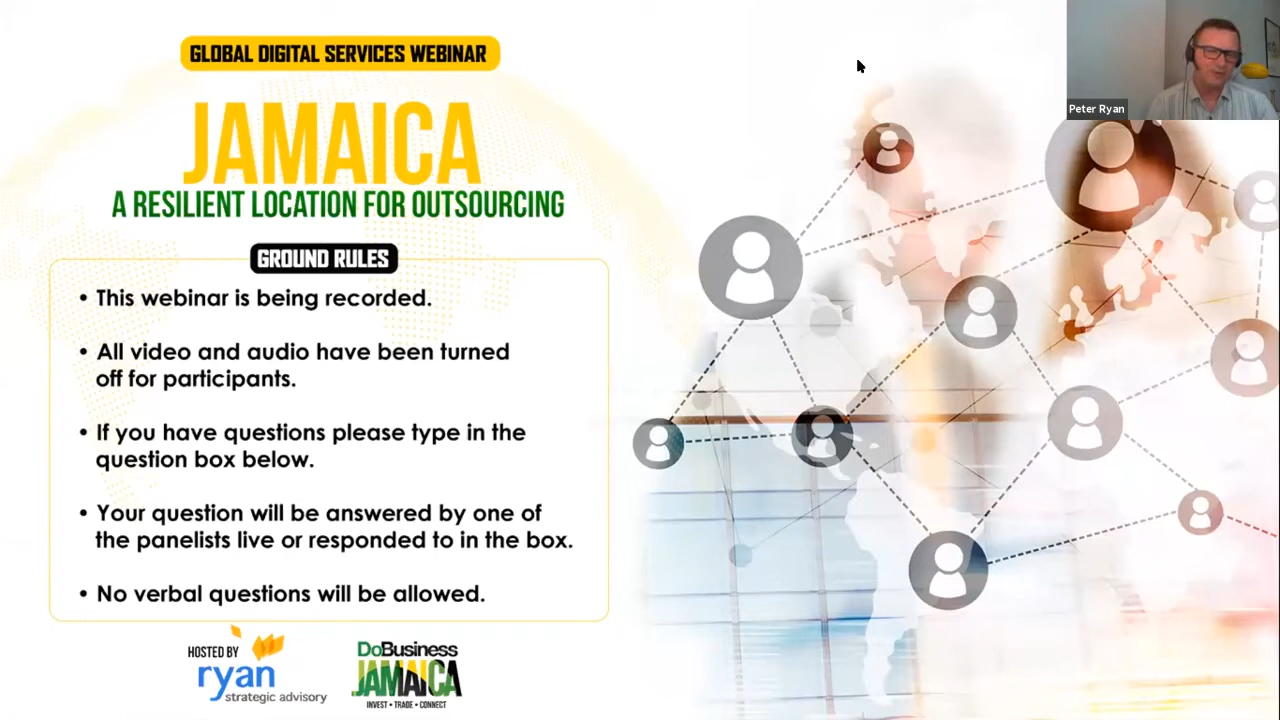 GLOBAL DIGITAL SERVICES WEBINAR
Peter Ryan
JAMAICA
A RESILIENT LOCATION FOR OUTSOURCING
GROUND RULES
• This webinar is being recorded.
• All video and audio have been turned
off for participants.
• If you have questions please type in the
question box below.
• Your question will be answered by one of
the panelists live or responded to in the box.
• No verbal questions will be allowed.
HOSTED BY
ryan
strategic advisory
DoBusiness
JAMAICA
INVEST • TRADE • CONNECT